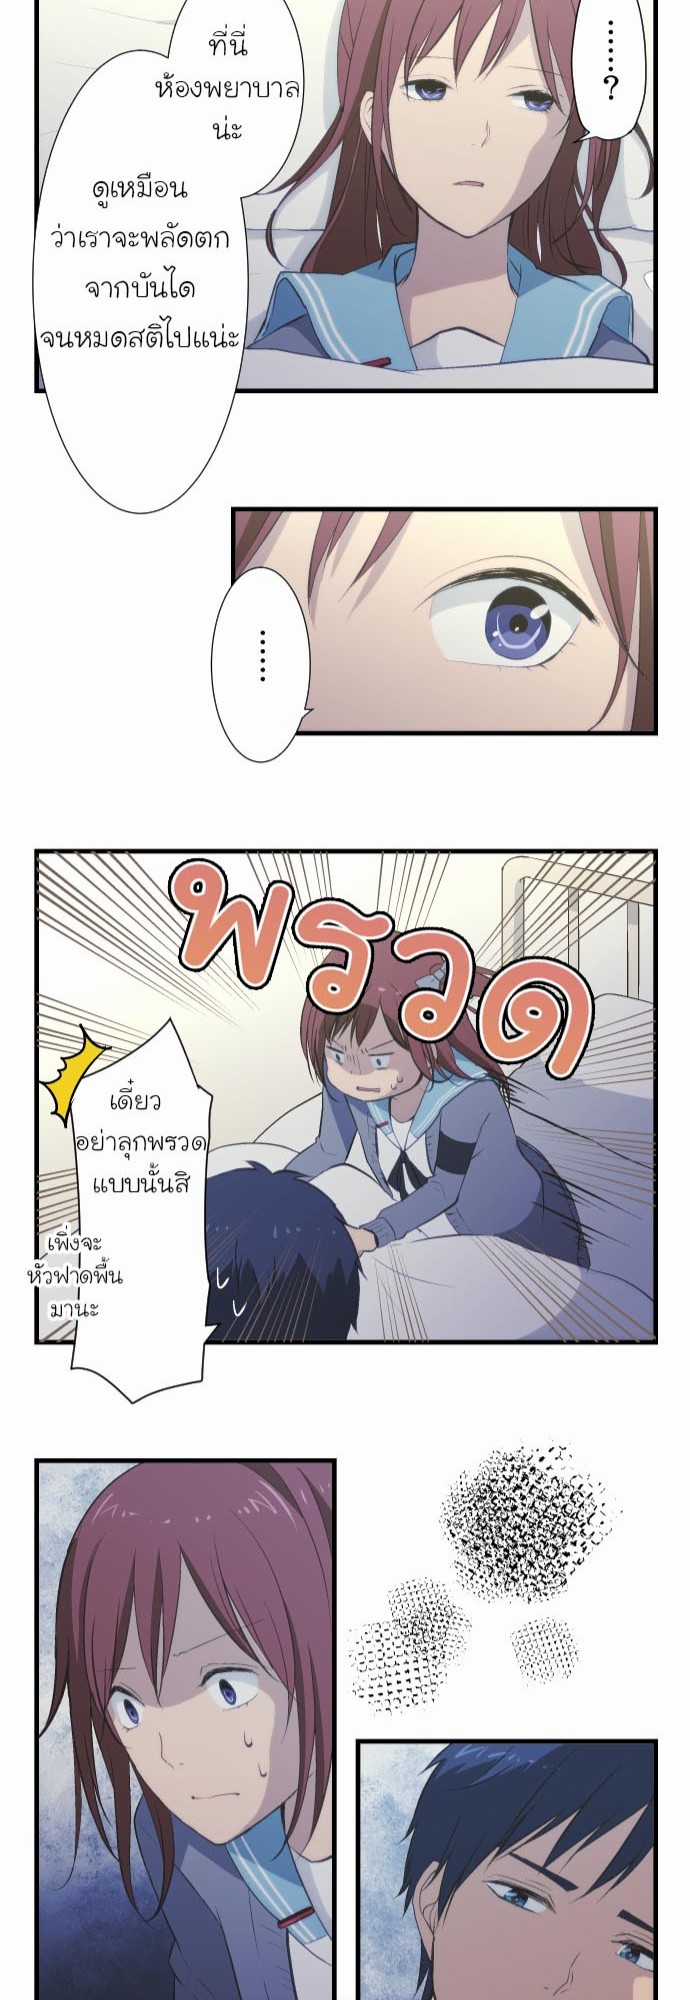 ……?
ที่นี่
ห้องพยาบาล
น่ะ
ดูเหมือน
ว่าเราจะพลัดตก
จากบันได
จนหมดสติไปแน่ะ
……
พรวด
เดี๋ยว
อย่าลุกพรวด
แบบนั้นสิ
เพิ่งจะ
หัวฟาดพื้น
มานะ